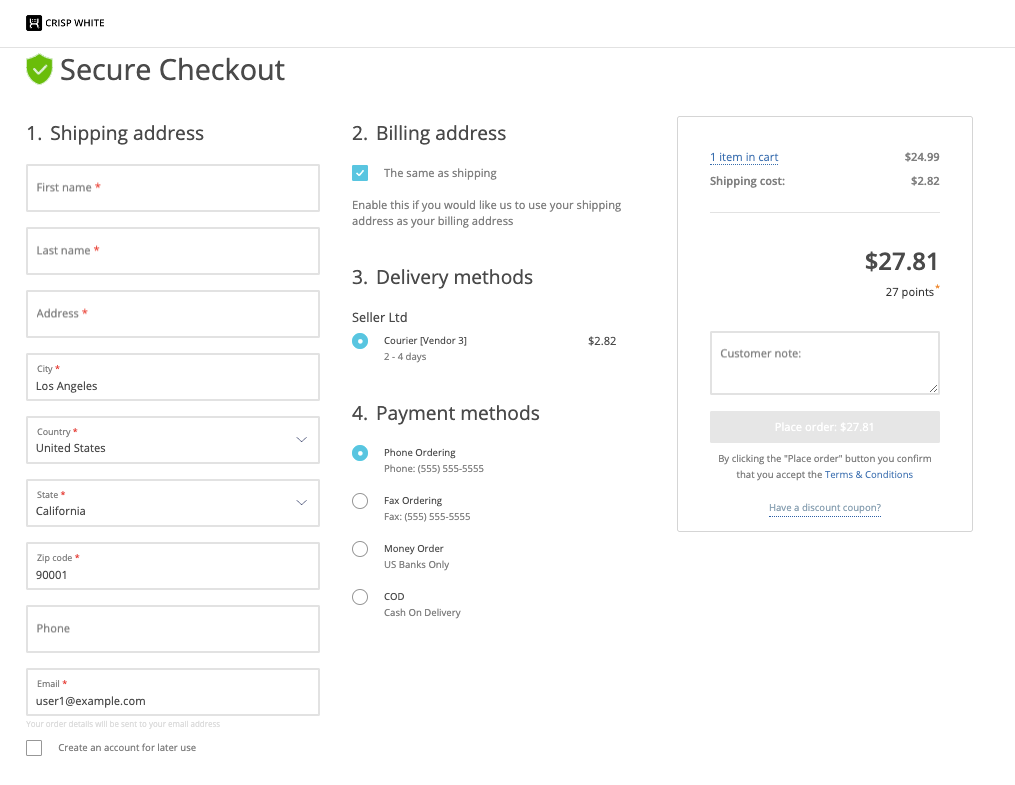 CRISP WHITE
Secure Checkout
1. Shipping address
First name *
Last name *
Address *
City *
Los Angeles
Country *
United States
State *
California
Zip code *
90001
Phone
Email *
user1@example.com
Your order details will be sent to your email address
Create an account for later use
2. Billing address
The same as shipping
Enable this if you would like us to use your shipping
address as your billing address
3. Delivery methods
Seller Ltd
Courier [Vendor 3] $2.82
2 - 4 days
4. Payment methods
Phone Ordering
Phone: (555) 555-5555
Fax Ordering
Fax: (555) 555-5555
Money Order
US Banks Only
COD
Cash On Delivery
1 item in cart $24.99
Shipping cost: $2.82
$27.81
27 points*
Customer note:
Place order: $27.81
By clicking the "Place order" button you confirm
that you accept the Terms & Conditions
Have a discount coupon?